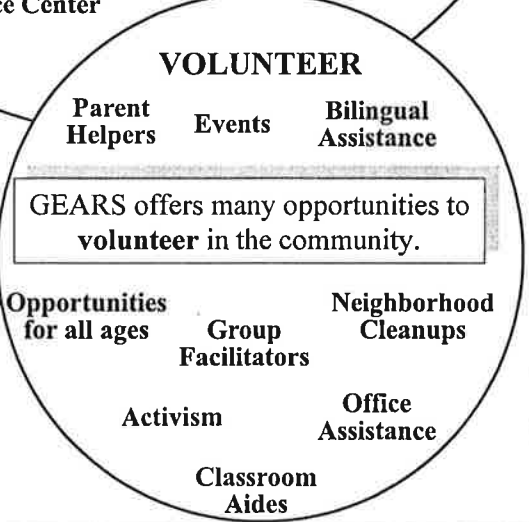 ce Center
VOLUNTEER
Parent
Helpers
Events
Bilingual
Assistance
GEARS offers many opportunities to
volunteer in the community.
Opportunities
for all ages
Group
Facilitators
Neighborhood
Cleanups
Activism
Office
Assistance
Classroom
Aides